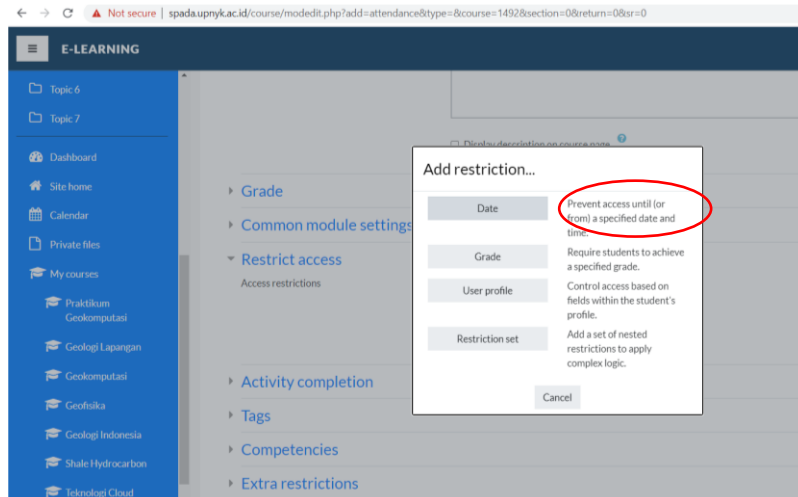 Not secure | spada.upnyk.ac.id/course/modedit.php?add=attendance&type=&course=1492&section=0&return=0&sr=0
E-LEARNING
Topic 6
Topic 7
Dashboard
Site home
Calendar
Private files
My courses
Praktikum
Geokomputasi
Geologi Lapangan
Geokomputasi
Geofisika
Geologi Indonesia
Shale Hydrocarbon
Teknologi Cloud
Display description on course page
Grade
Common module settings
Restrict access
Access restrictions
Activity completion
Tags
Competencies
Extra restrictions
Add restriction...
Date
Prevent access until (or
from) a specified date and
time.
Grade
Require students to achieve
a specified grade.
User profile
Control access based on
fields within the student's
profile.
Restriction set
Add a set of nested
restrictions to apply
complex logic.
Cancel